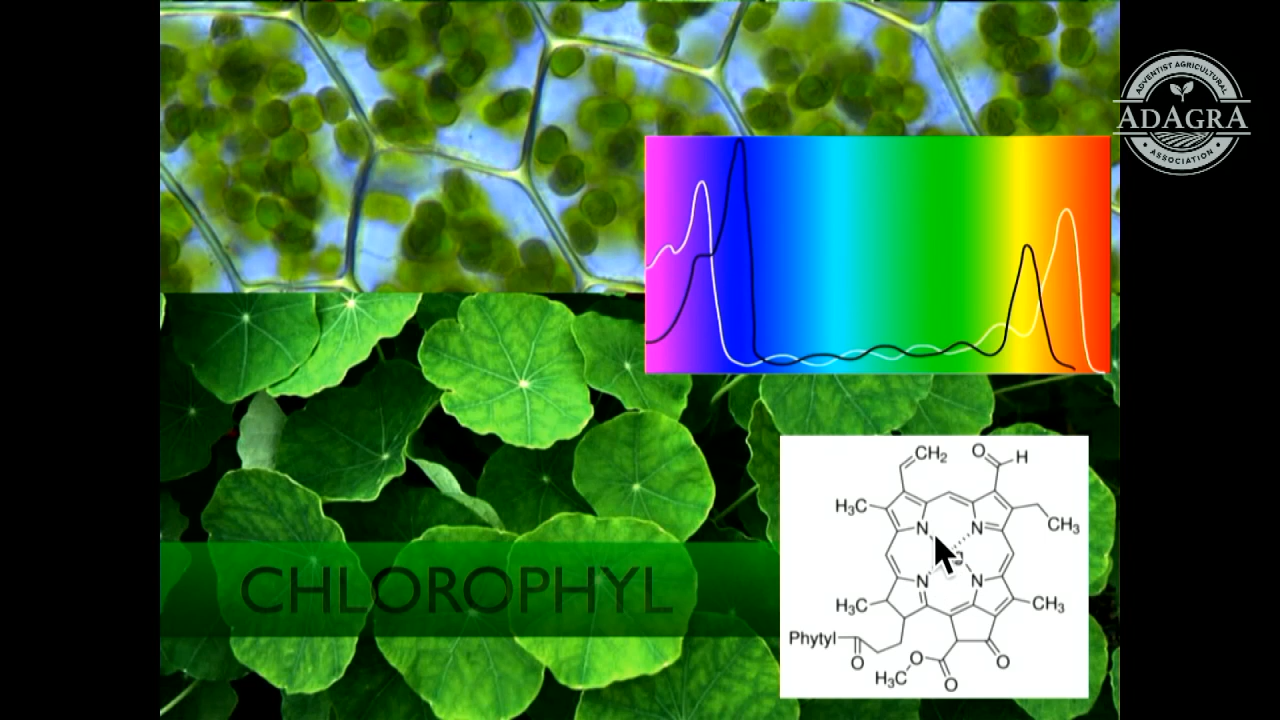 ADVENTIST AGRICULTURAL
ADAGRA
ASSOCIATION
CHLOROPHYL
CH₂
O
H
H₃C
CH₃
N
N
N
N
H₃C
CH₃
Phytyl
O
O
O
H₃C
O